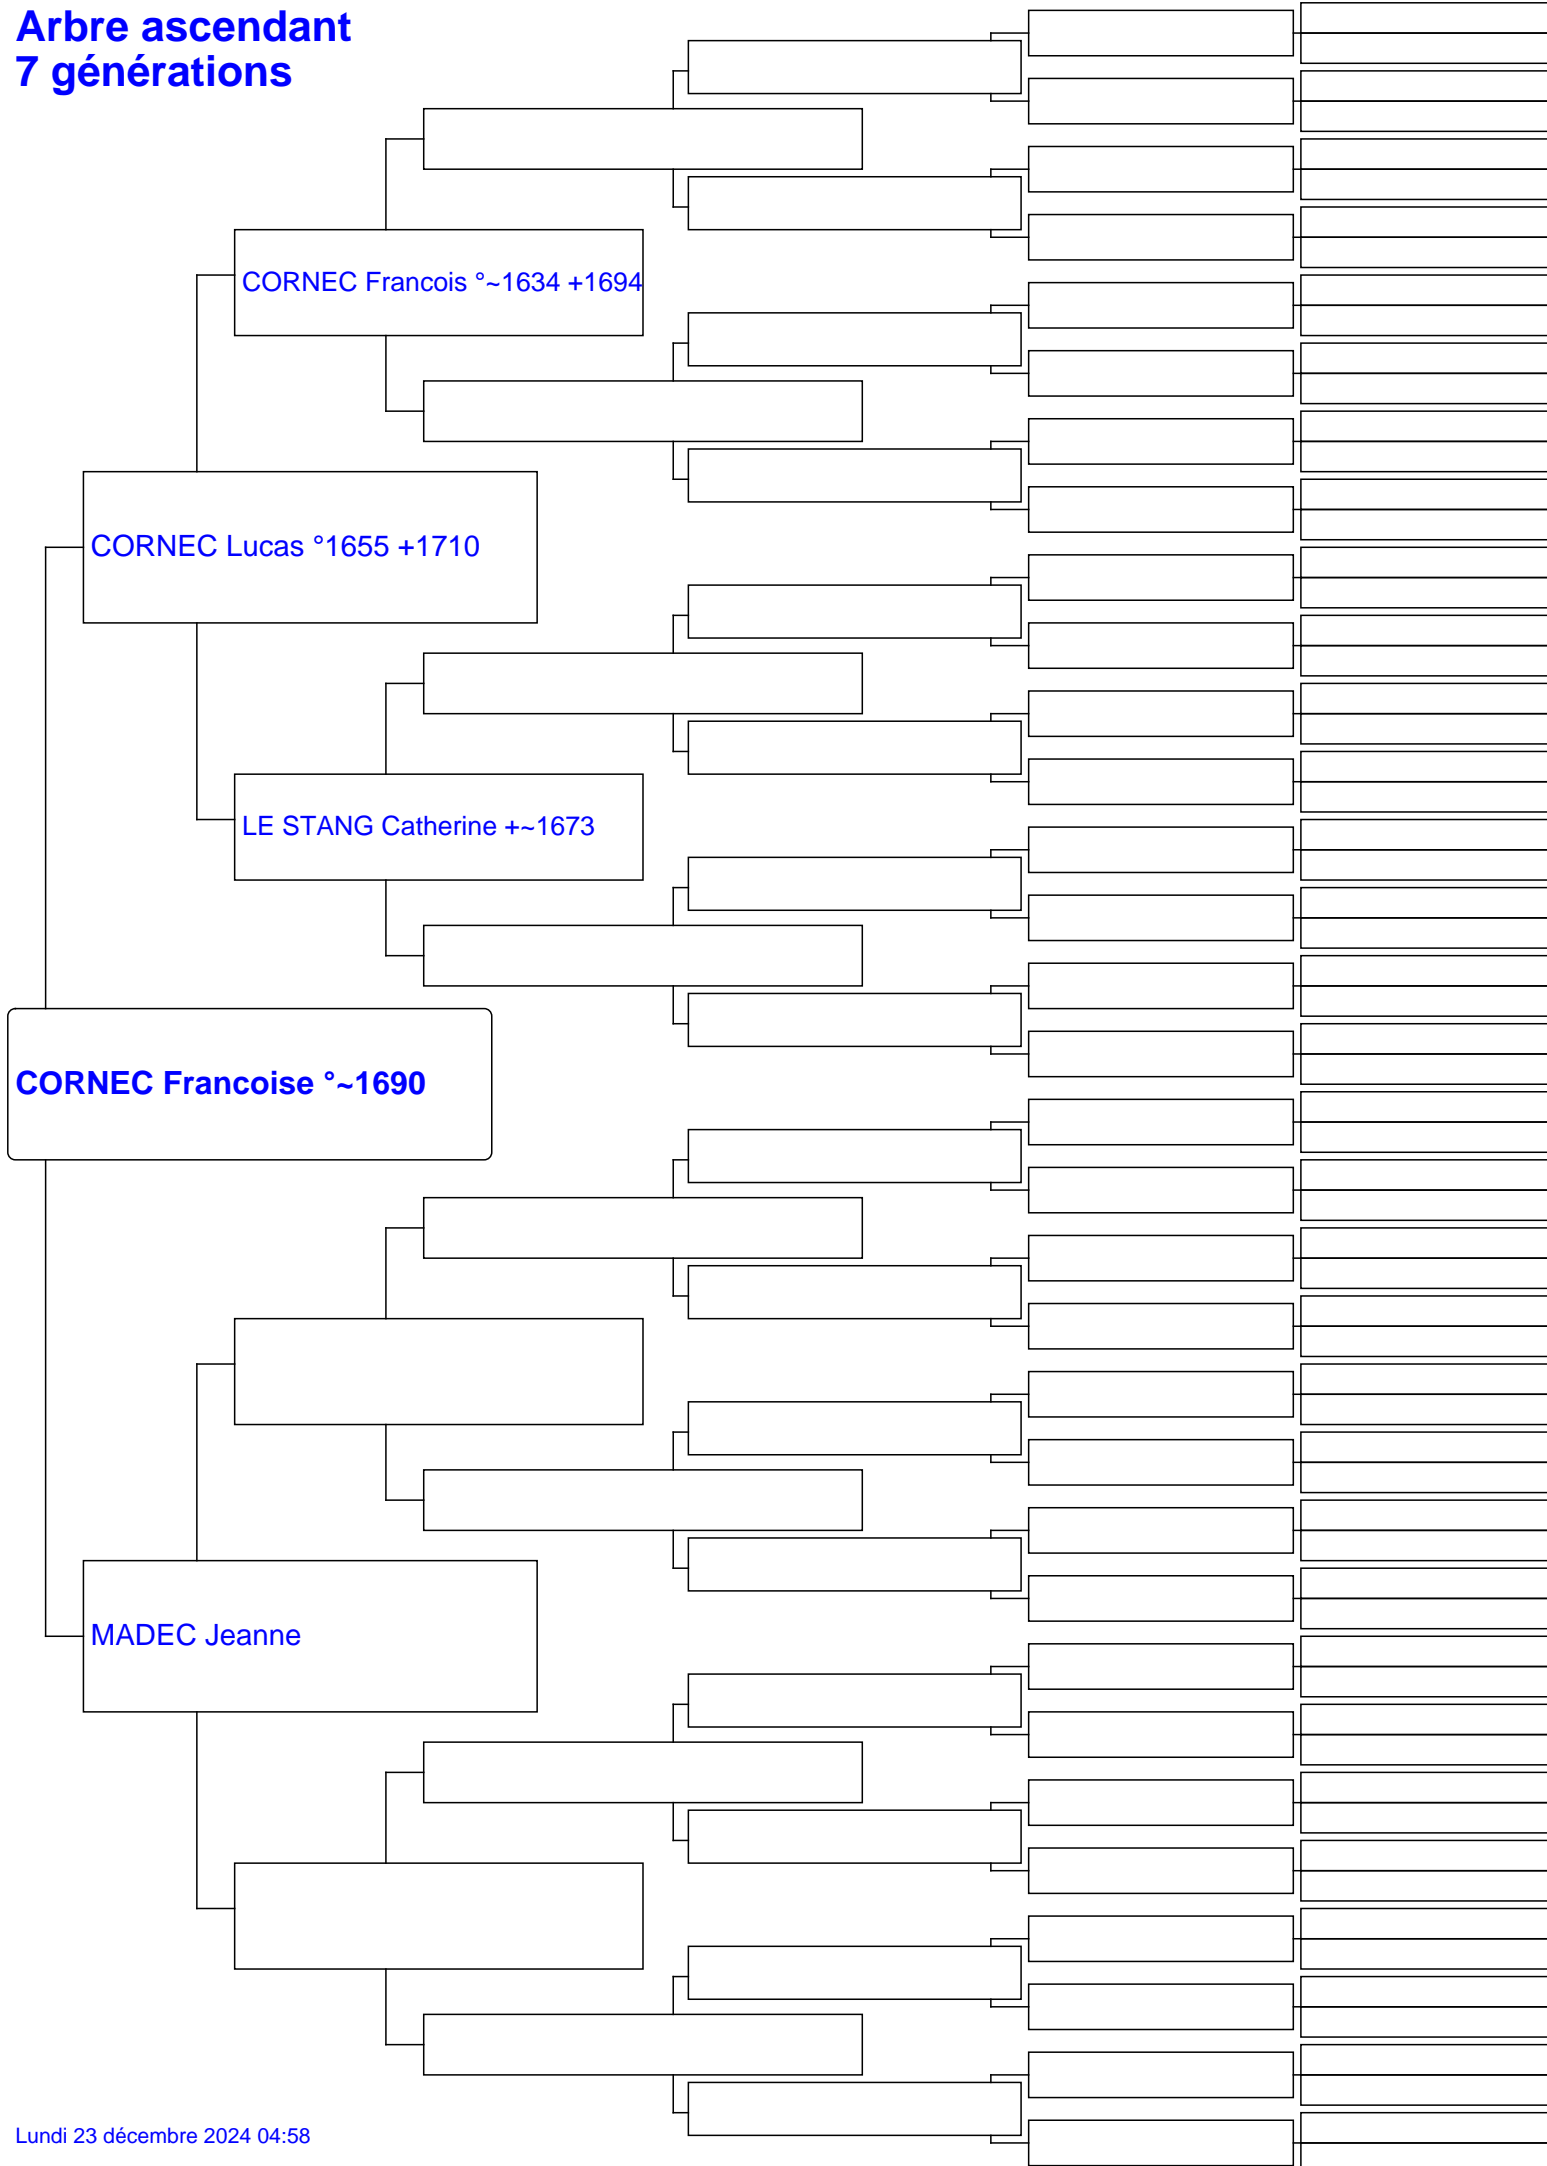 Arbre ascendant
7 générations
CORNEC Francois °~1634 +1694
CORNEC Lucas °1655 +1710
LE STANG Catherine +~1673
CORNEC Francoise °~1690
MADEC Jeanne
Lundi 23 décembre 2024 04:58